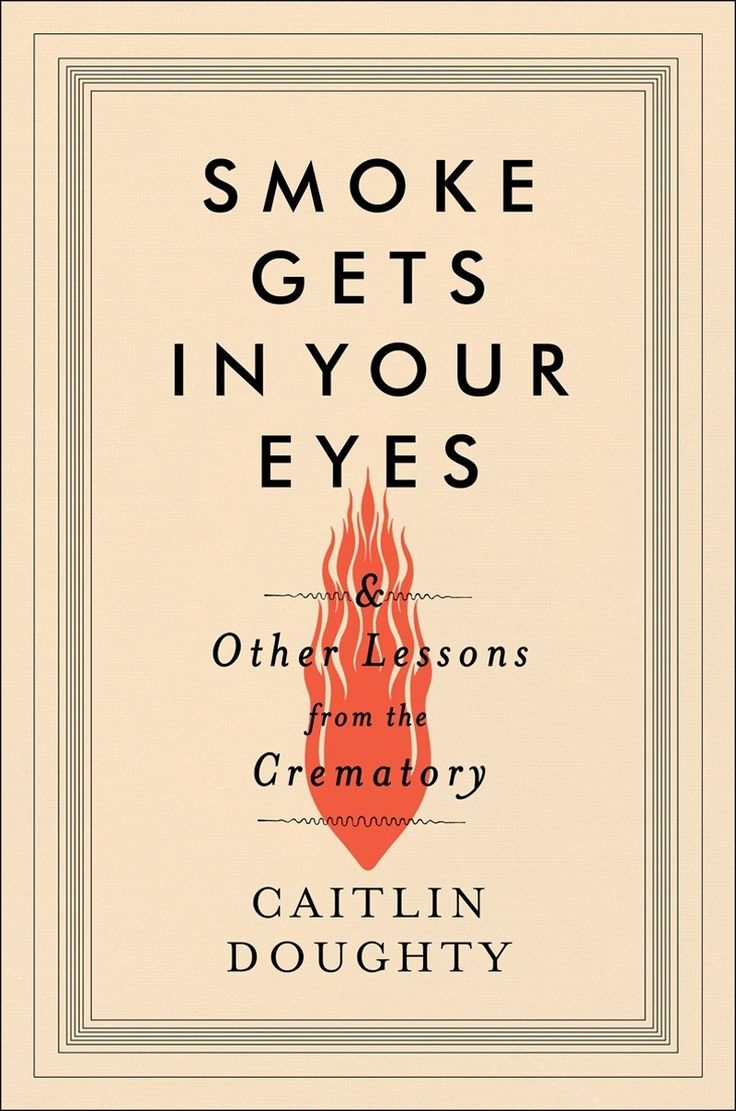 SMOKE
GETS
IN YOUR
EYES
&
Other Lessons
from the
Crematory
CAITLIN
DOUGHTY